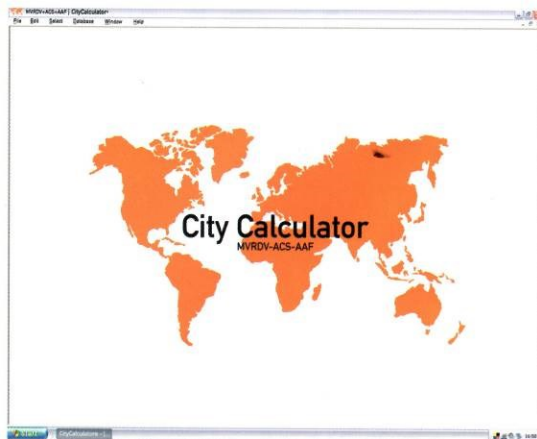 MVRDV-ACS-AAF | CityCalculator
File Edit Select Database Window Help
City Calculator
MVRDV-ACS-AAF